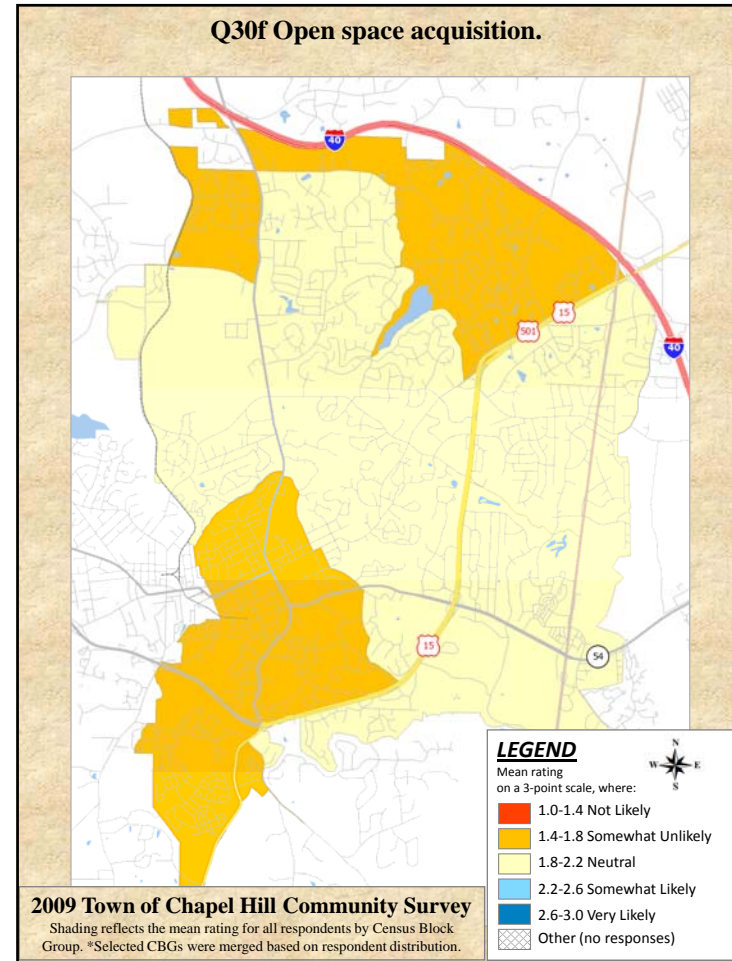 Q30f Open space acquisition.
40
15
501
40
15
54
LEGEND
Mean rating
on a 3-point scale, where:
N
W E
S
1.0-1.4 Not Likely
1.4-1.8 Somewhat Unlikely
1.8-2.2 Neutral
2.2-2.6 Somewhat Likely
2.6-3.0 Very Likely
Other (no responses)
2009 Town of Chapel Hill Community Survey
Shading reflects the mean rating for all respondents by Census Block
Group. *Selected CBGs were merged based on respondent distribution.